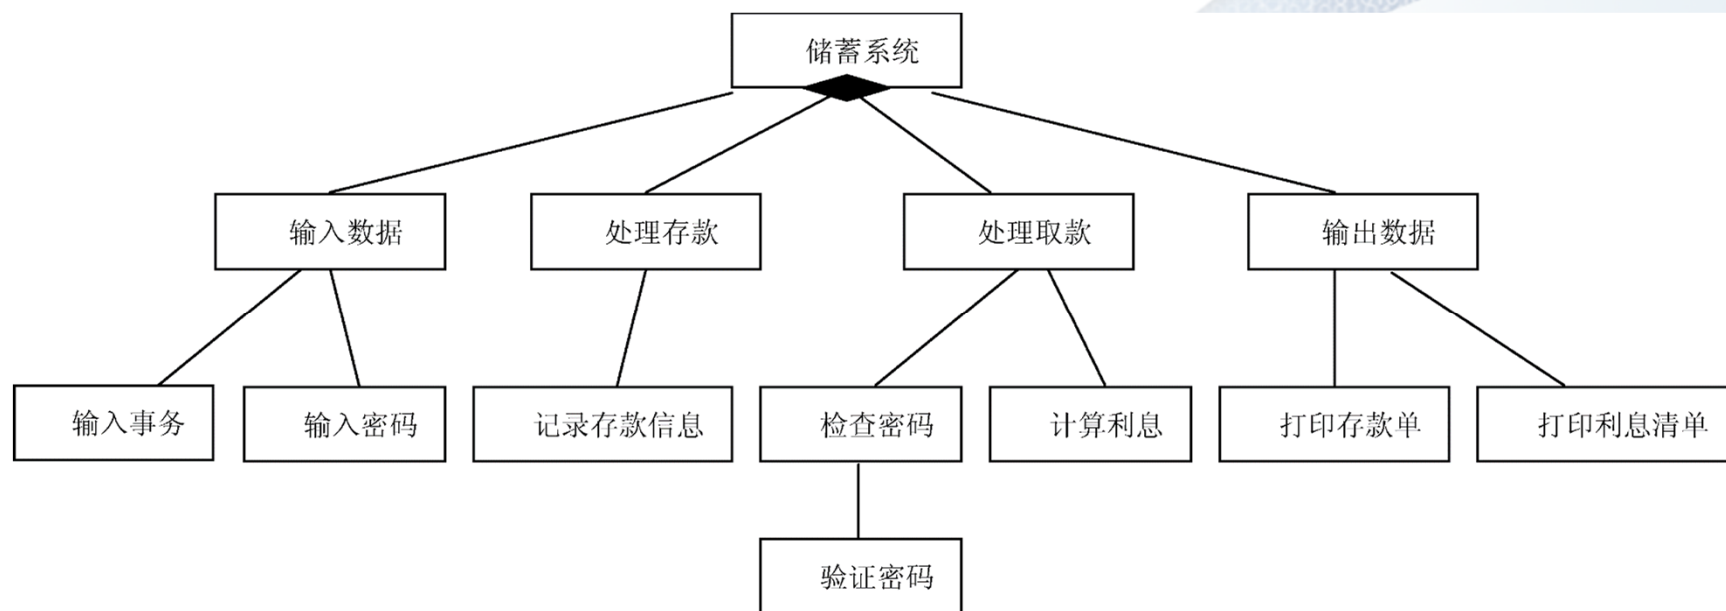 储蓄系统
输入数据
处理存款
处理取款
输出数据
输入事务
输入密码
记录存款信息
检查密码
计算利息
打印存款单
打印利息清单
验证密码